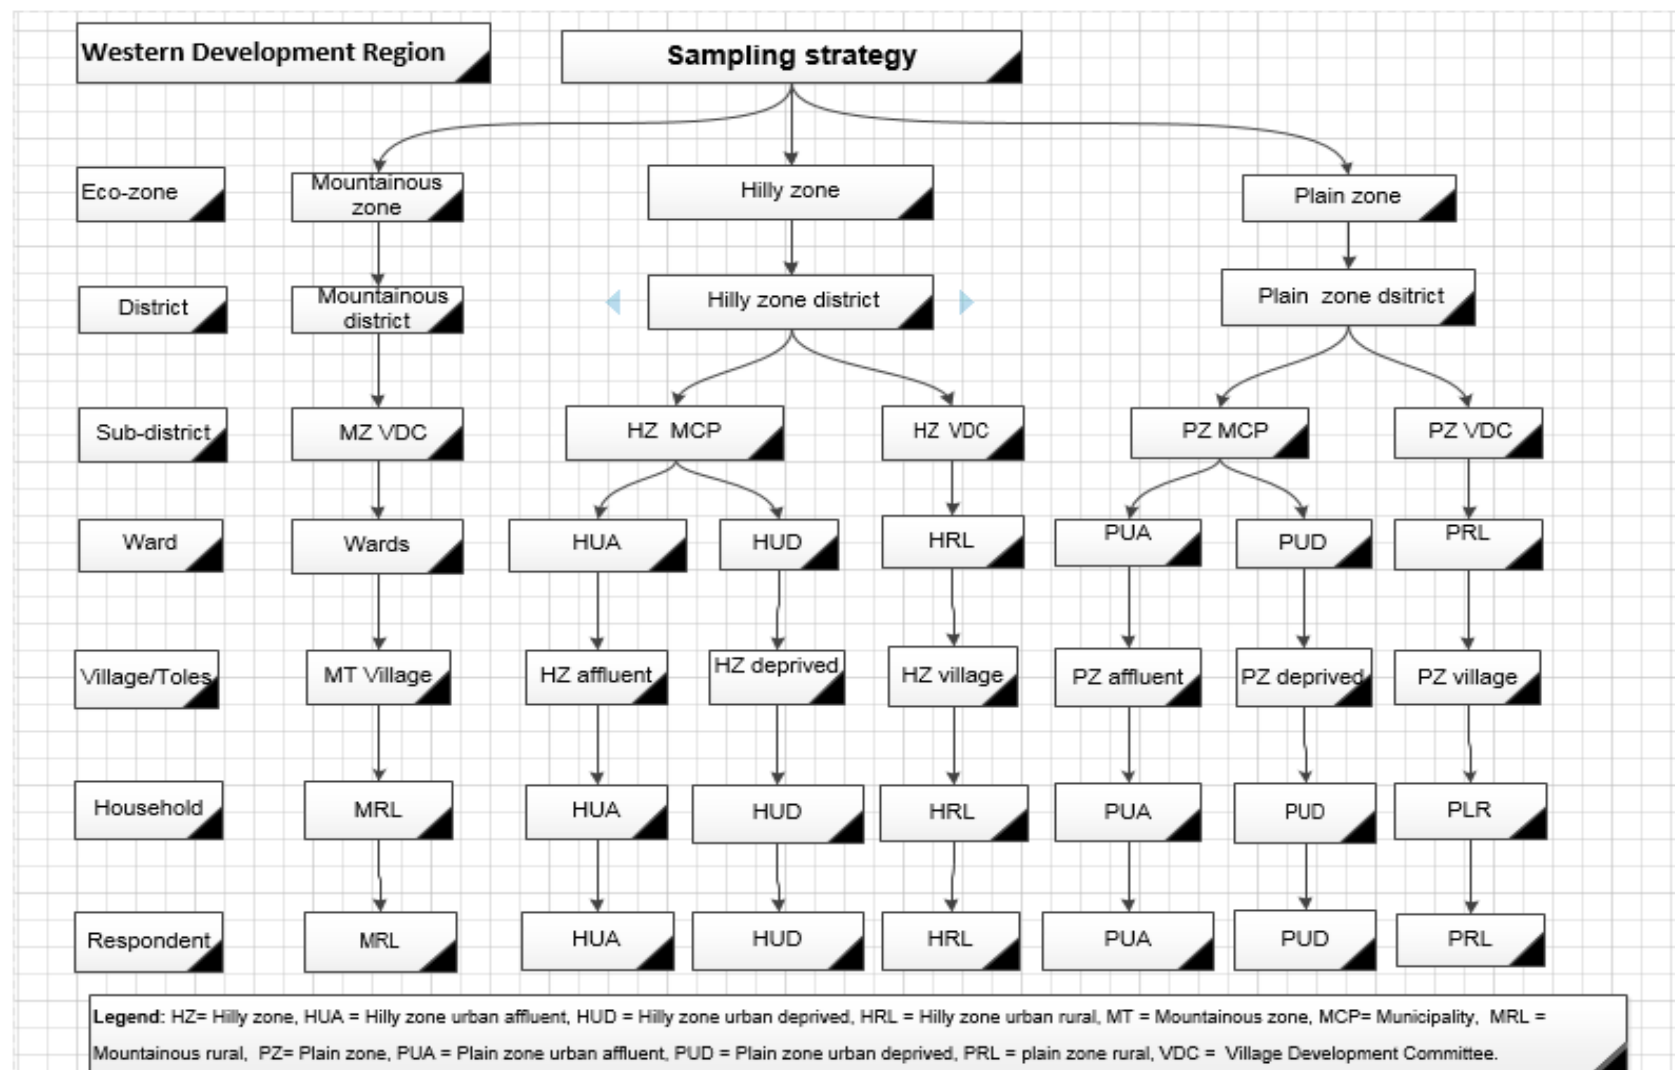 Western Development Region
Sampling strategy
Eco-zone
Mountainous
zone
Hilly zone
Plain zone
District
Mountainous
district
Hilly zone district
Plain zone dsitrict
Sub-district
MZ VDC
HZ MCP
HZ VDC
PZ MCP
PZ VDC
Ward
Wards
HUA
HUD
HRL
PUA
PUD
PRL
Village/Toles
MT Village
HZ affluent
HZ deprived
HZ village
PZ affluent
PZ deprived
PZ village
Household
MRL
HUA
HUD
HRL
PUA
PUD
PLR
Respondent
MRL
HUA
HUD
HRL
PUA
PUD
PRL
Legend: HZ= Hilly zone, HUA = Hilly zone urban affluent, HUD = Hilly zone urban deprived, HRL = Hilly zone urban rural, MT = Mountainous zone, MCP= Municipality, MRL =
Mountainous rural, PZ= Plain zone, PUA = Plain zone urban affluent, PUD = Plain zone urban deprived, PRL = plain zone rural, VDC = Village Development Committee.